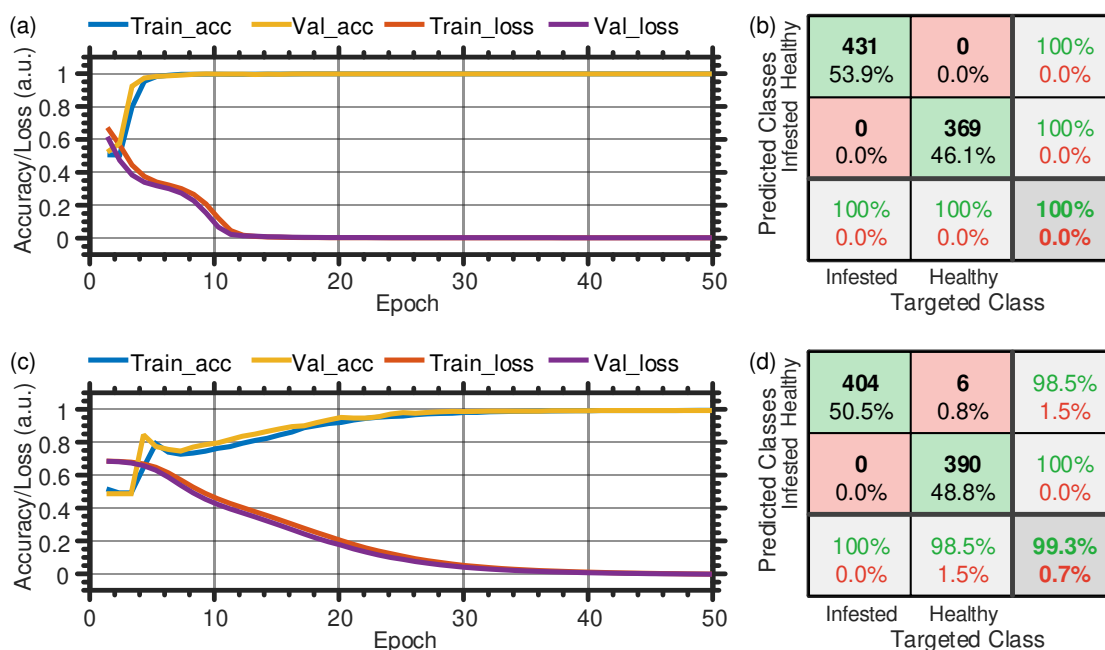 (a) Train_acc Val_acc Train_loss Val_loss
Accuracy/Loss (a.u.)
1
0.8
0.6
0.4
0.2
0
0 10 20 30 40 50
Epoch
(b)
Predicted Classes
Infested Healthy
431 0 100%
53.9% 0.0% 0.0%
0 369 100%
0.0% 46.1% 0.0%
100% 100% 100%
0.0% 0.0% 0.0%
Infested Healthy
Targeted Class
(c) Train_acc Val_acc Train_loss Val_loss
Accuracy/Loss (a.u.)
1
0.8
0.6
0.4
0.2
0
0 10 20 30 40 50
Epoch
(d)
Predicted Classes
Infested Healthy
404 6 98.5%
50.5% 0.8% 1.5%
0 390 100%
0.0% 48.8% 0.0%
100% 98.5% 99.3%
0.0% 1.5% 0.7%
Infested Healthy
Targeted Class